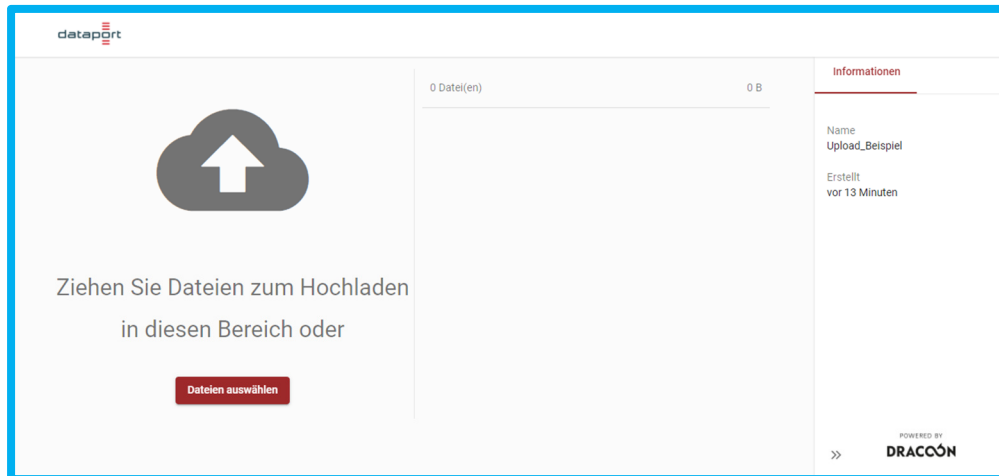 dataport
Ziehen Sie Dateien zum Hochladen
in diesen Bereich oder
Dateien auswählen
0 Datei(en) 0 B
Informationen
Name
Upload_Beispiel
Erstellt
vor 13 Minuten
POWERED BY
DRACOON